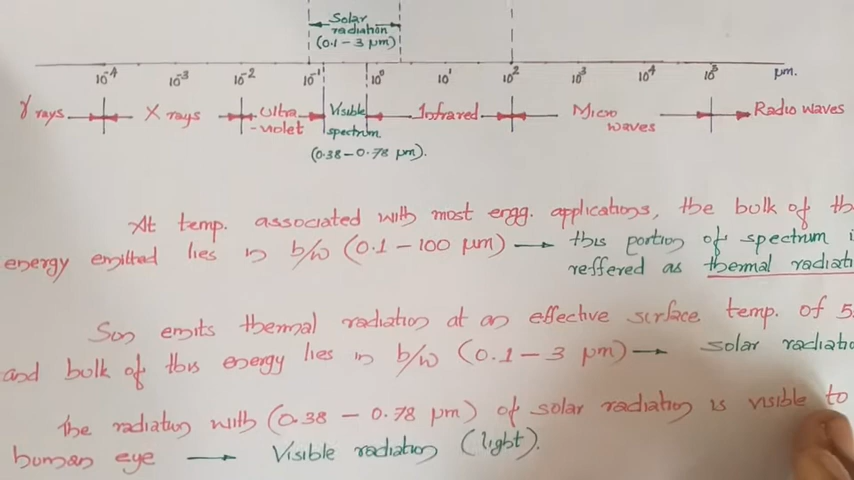 Solar
radiation
(0.1 – 3 μm)
10⁻⁴ 10⁻³ 10⁻² 10⁻¹ 10⁰ 10¹ 10² 10³ 10⁴ 10⁵ μm.
γ rays X rays Ultra Visible Infrared Micro Radio waves
-violet spectrum. waves
(0.38 – 0.78 μm).
At temp. associated with most engg. applications, the bulk of th
energy emitted lies in b/w (0.1 – 100 μm) → this portion of spectrum i
reffered as thermal radiati
Sun emits thermal radiation at an effective surface temp. of 5
and bulk of this energy lies in b/w (0.1 – 3 μm) → solar radiatio
The radiation with (0.38 – 0.78 μm) of solar radiation is visible to
human eye → Visible radiation (light).